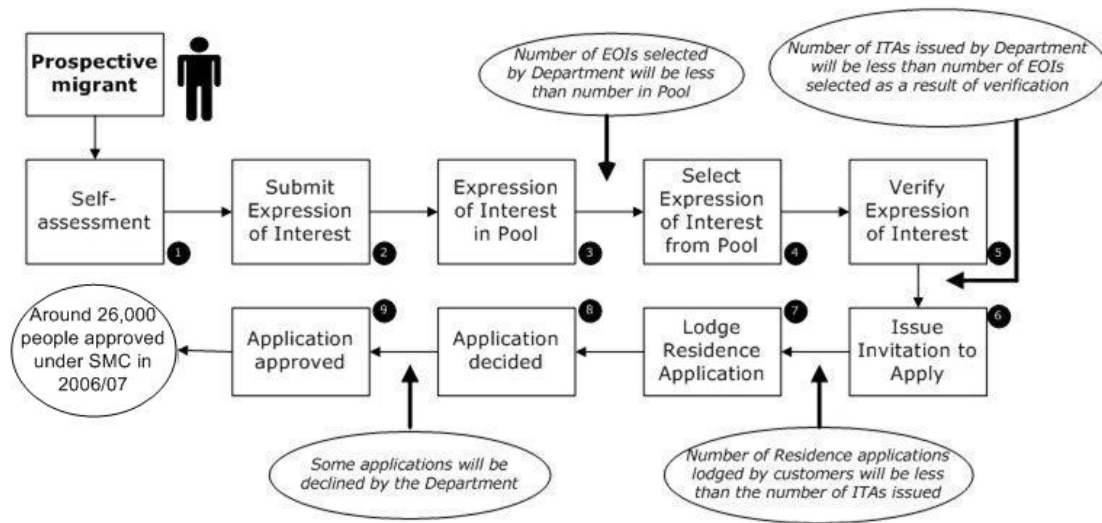 Prospective
migrant
Number of EOIs selected
by Department will be less
than number in Pool
Number of ITAs issued by Department
will be less than number of EOIs
selected as a result of verification
Self-
assessment
1
Submit
Expression
of Interest
2
Expression
of Interest
in Pool
3
Select
Expression
of Interest
from Pool
4
Verify
Expression
of Interest
5
Issue
Invitation to
Apply
6
Lodge
Residence
Application
7
Application
decided
8
Application
approved
9
Around 26,000
people approved
under SMC in
2006/07
Some applications will be
declined by the Department
Number of Residence applications
lodged by customers will be less
than the number of ITAs issued